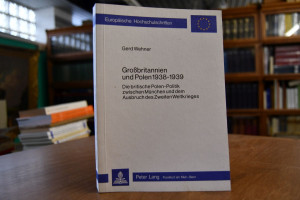 Europäische Hochschulschriften
Gerd Wehner
Großbritannien
und Polen 1938-1939
Die britische Polen-Politik
zwischen München und dem
Ausbruch des Zweiten Weltkrieges
Peter Lang